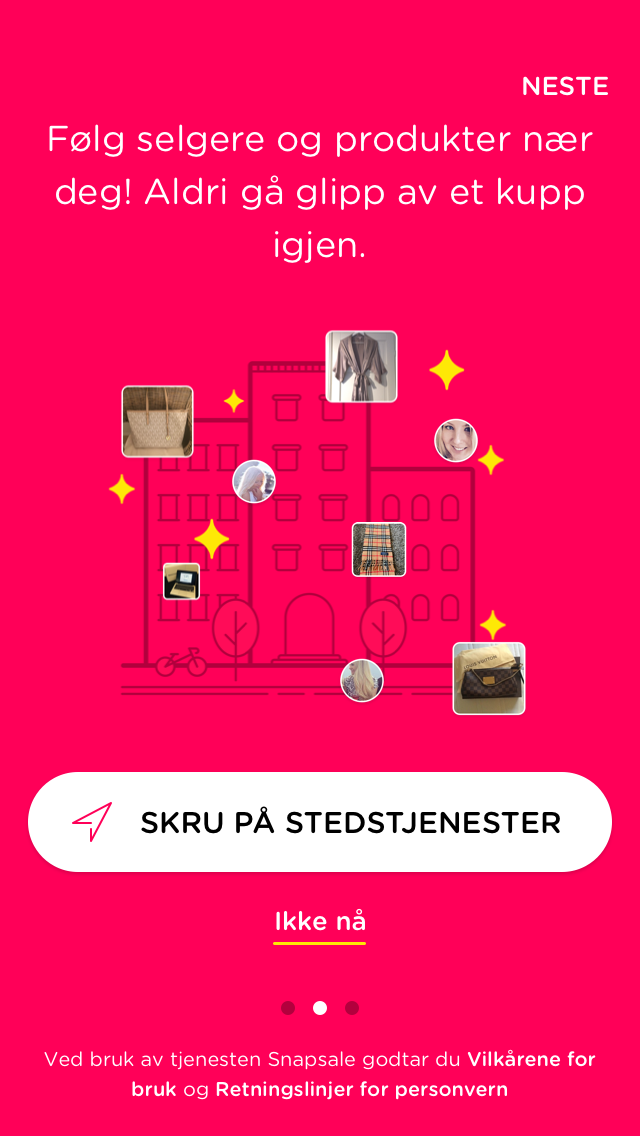 NESTE
Følg selgere og produkter nær
deg! Aldri gå glipp av et kupp
igjen.
LOUIS VUITTON
SKRU PÅ STEDSTJENESTER
Ikke nå
Ved bruk av tjenesten Snapsale godtar du Vilkårene for
bruk og Retningslinjer for personvern